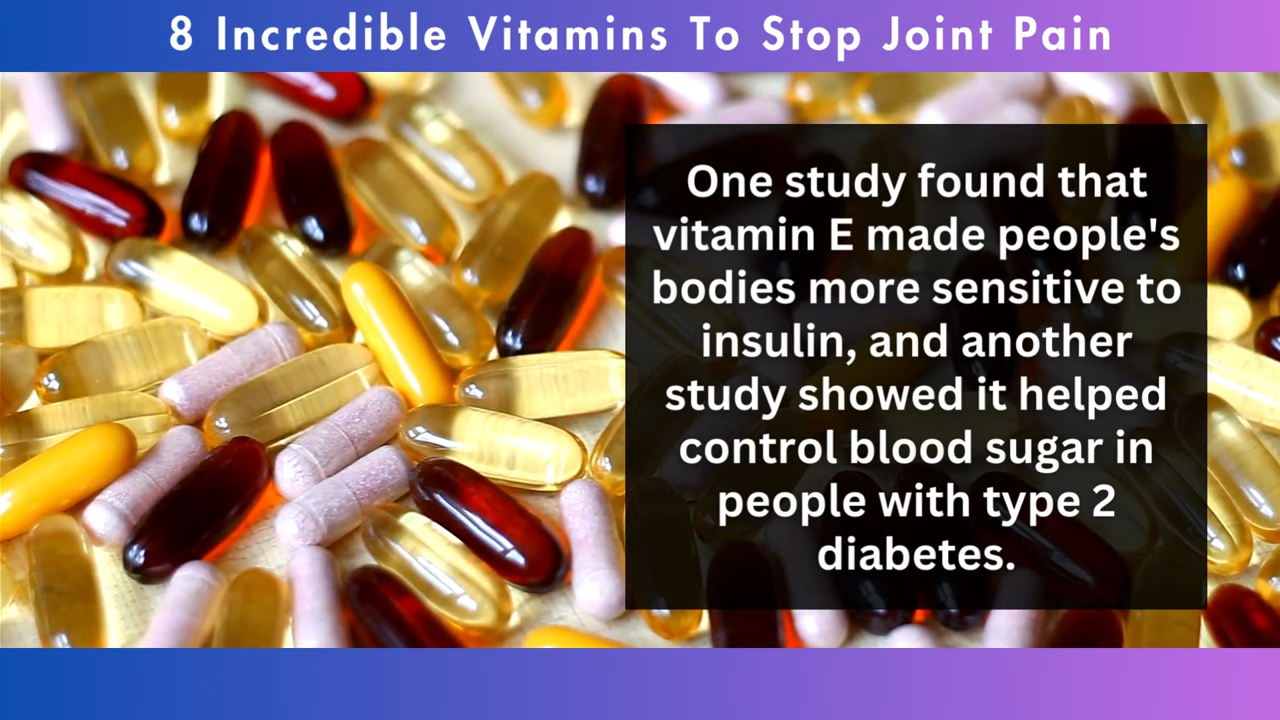 8 Incredible Vitamins To Stop Joint Pain
One study found that
vitamin E made people's
bodies more sensitive to
insulin, and another
study showed it helped
control blood sugar in
people with type 2
diabetes.